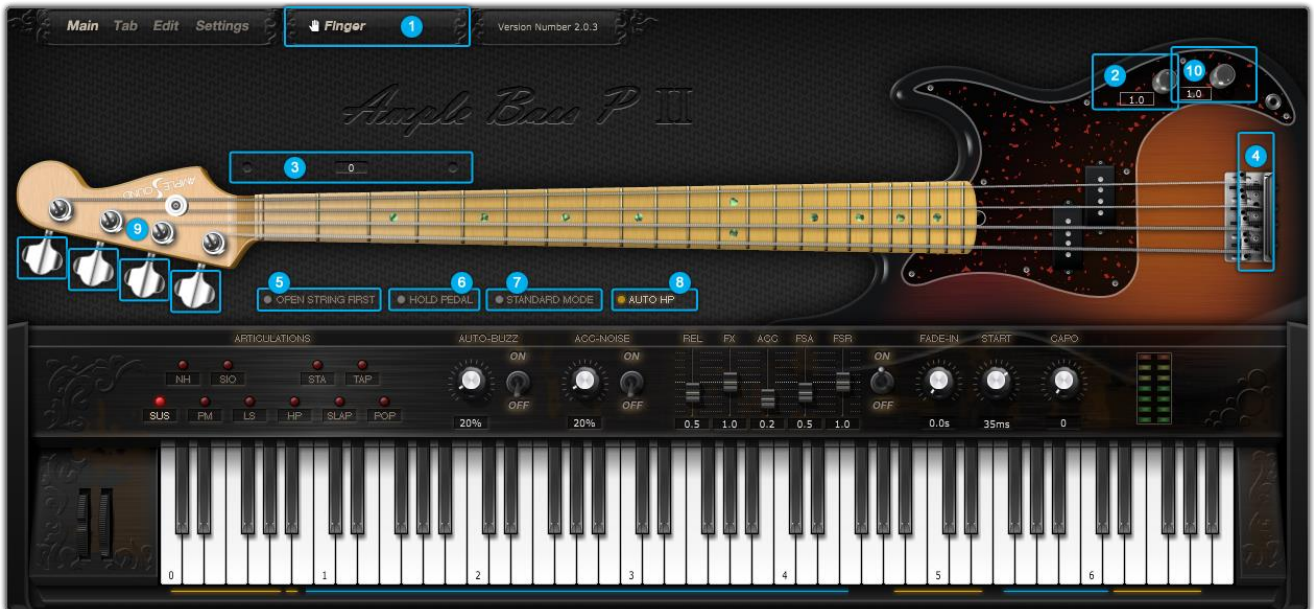 Main Tab Edit Settings
Finger 1
Version Number 2.0.3
2
1.0
10
1.0
Ample Bass P II
3
0
4
AMPLE SOUND
9
5
6
7
8
OPEN STRING FIRST
HOLD PEDAL
STANDARD MODE
AUTO HP
ARTICULATIONS
AUTO-BUZZ
ACC-NOISE
REL FX ACC FSA FSR
FADE-IN START CAPO
ON
ON
ON
NH SIO STA TAP
OFF
OFF
OFF
SUS PM LS HP SLAP POP
20%
20%
0.5 1.0 0.2 0.5 1.0
0.0s 35ms 0
0 1 2 3 4 5 6